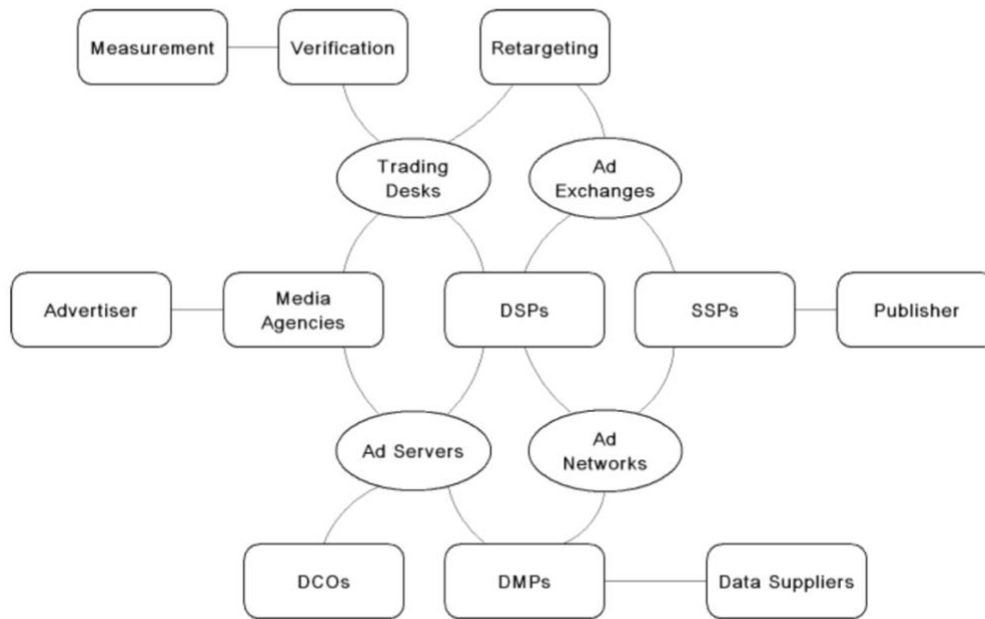 Measurement
Verification
Retargeting
Trading
Desks
Ad
Exchanges
Advertiser
Media
Agencies
DSPs
SSPs
Publisher
Ad Servers
Ad
Networks
DCOs
DMPs
Data Suppliers